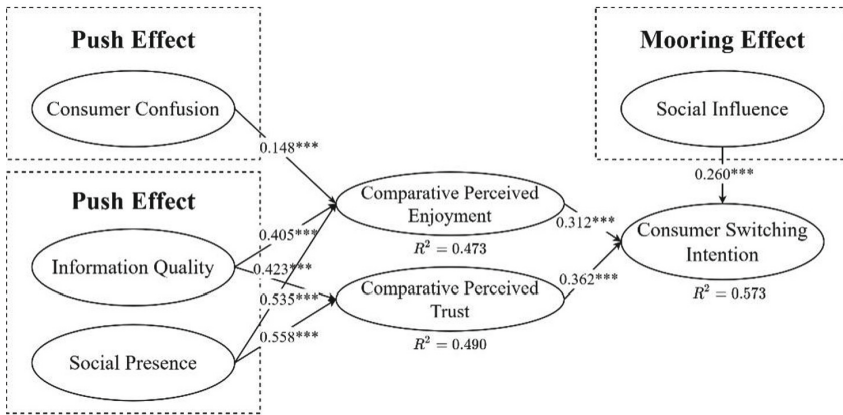 Push Effect
Consumer Confusion
0.148***
Push Effect
Information Quality
Social Presence
0.405***
0.423***
0.535***
0.558***
Comparative Perceived
Enjoyment
R² = 0.473
Comparative Perceived
Trust
R² = 0.490
0.312***
0.362***
Mooring Effect
Social Influence
0.260***
Consumer Switching
Intention
R² = 0.573